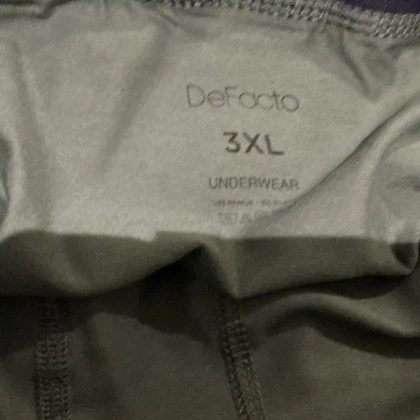 DeFacto
3XL
UNDERWEAR